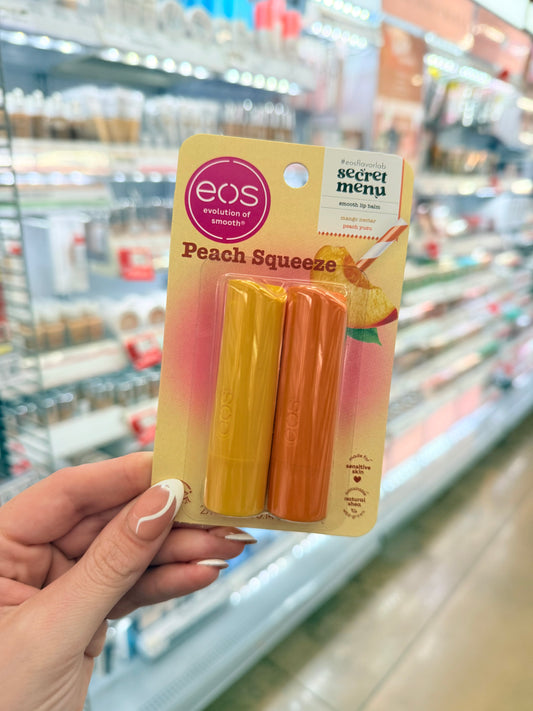 #eosflavorlab
secret
menu
smooth lip balm
mango nectar
peach yuzu
eos
evolution of
smooth®
Peach Squeeze
eos
eos
made for
sensitive
skin
natural
shea